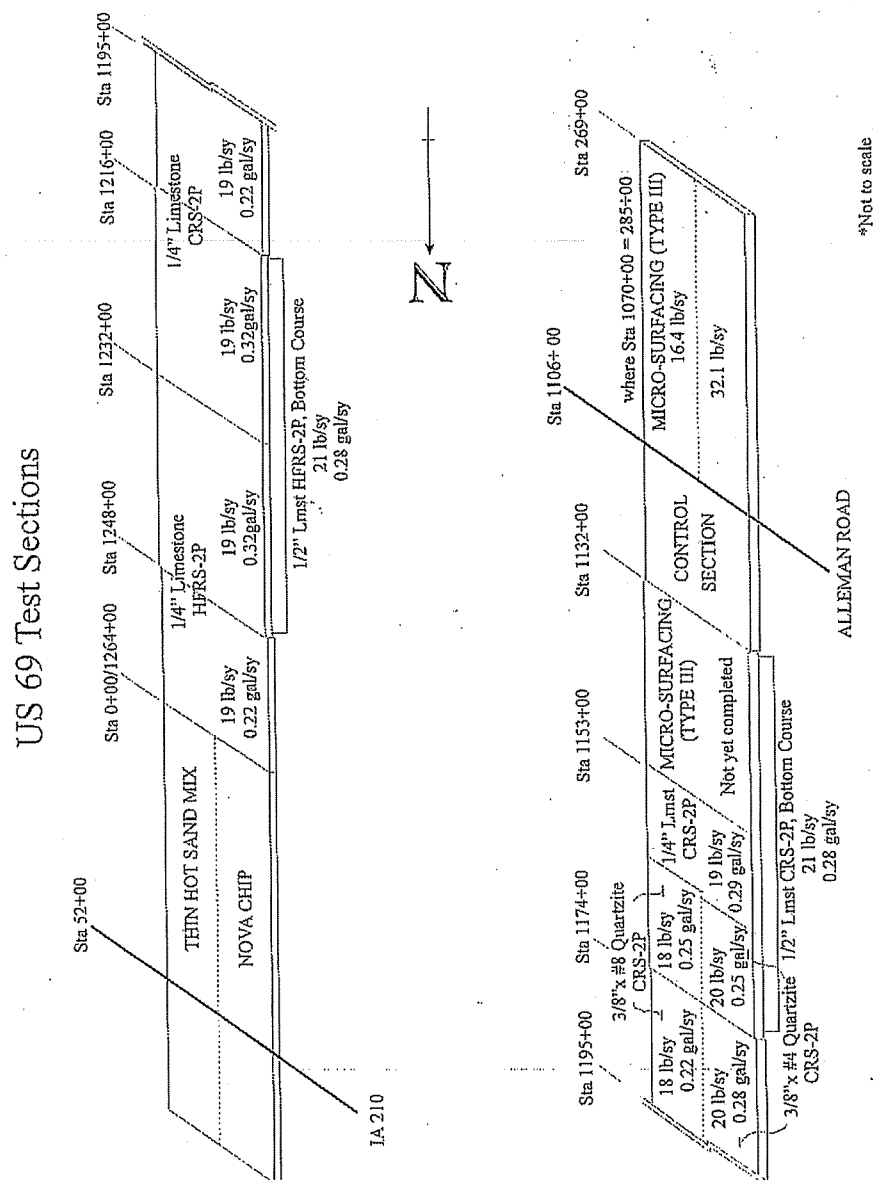 US 69 Test Sections
Sta 52+00
Sta 0+00/1264+00
Sta 1248+00
Sta 1232+00
Sta 1216+00
Sta 1195+00
THIN HOT SAND MIX
NOVA CHIP
1/4" Limestone
HFRS-2P
1/4" Limestone
CRS-2P
19 lb/sy
0.22 gal/sy
19 lb/sy
0.32gal/sy
19 lb/sy
0.32gal/sy
19 lb/sy
0.22 gal/sy
1/2" Lmst HFRS-2P, Bottom Course
21 lb/sy
0.28 gal/sy
IA 210
N
Sta 1195+00
Sta 1174+00
Sta 1153+00
Sta 1132+00
Sta 1106+ 00
Sta 269+00
3/8"x #8 Quartzite
CRS-2P
where Sta 1070+00 = 285+00
18 lb/sy
0.22 gal/sy
18 lb/sy
0.25 gal/sy
1/4" Lmst
CRS-2P
MICRO-SURFACING
(TYPE III)
CONTROL
SECTION
MICRO-SURFACING (TYPE III)
16.4 lb/sy
20 lb/sy
0.28 gal/sy
20 lb/sy
0.25 gal/sy
19 lb/sy
0.29 gal/sy
Not yet completed
32.1 lb/sy
3/8"x #4 Quartzite
CRS-2P
1/2" Lmst CRS-2P, Bottom Course
21 lb/sy
0.28 gal/sy
ALLEMAN ROAD
*Not to scale